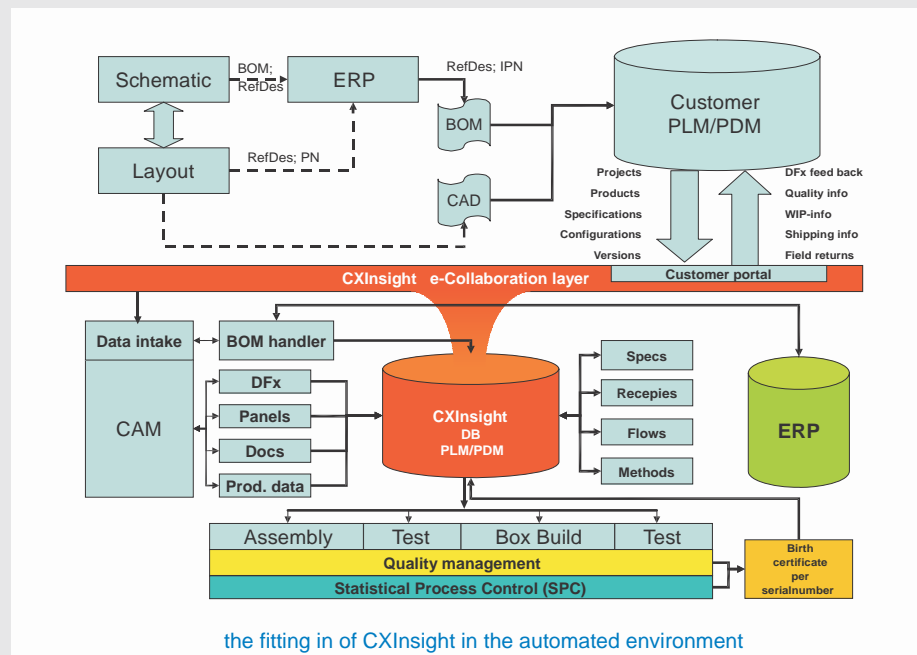 Schematic
BOM;
RefDes
ERP
RefDes; IPN
BOM
Customer
PLM/PDM
Layout
RefDes; PN
CAD
Projects
Products
Specifications
Configurations
Versions
DFx feed back
Quality info
WIP-info
Shipping info
Field returns
CXInsight e-Collaboration layer
Customer portal
Data intake
BOM handler
CAM
DFx
Panels
Docs
Prod. data
CXInsight
DB
PLM/PDM
Specs
Recepies
Flows
Methods
ERP
Assembly
Test
Box Build
Test
Quality management
Statistical Process Control (SPC)
Birth
certificate
per
serialnumber
the fitting in of CXInsight in the automated environment